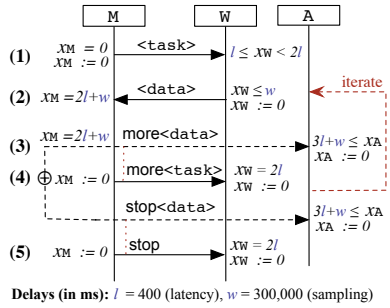 M W A
(1) xM = 0 <task> l ≤ xW < 2l
xM := 0
iterate
(2) xM=2l+w <data> xW ≤ w
xW := 0
(3) xM=2l+w more<data> 3l+w ≤ xA
xA := 0
(4) ⊕ xM := 0 more<task> xW = 2l
xW := 0
stop<data> 3l+w ≤ xA
xA := 0
(5) xM := 0 stop xW = 2l
xW := 0
Delays (in ms): l = 400 (latency), w = 300,000 (sampling)